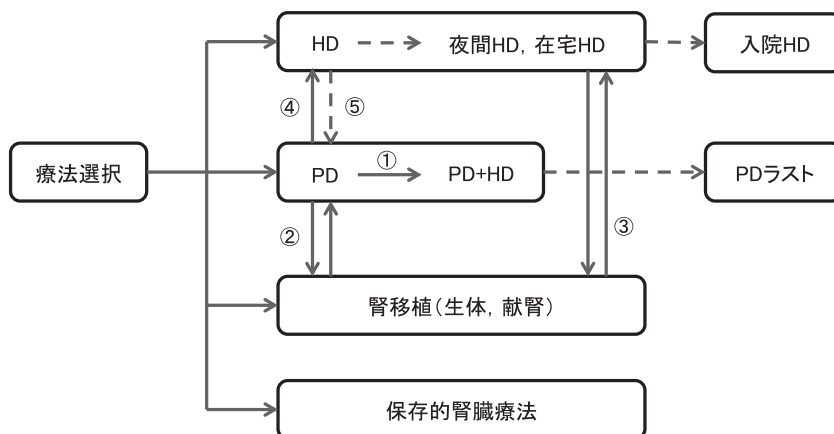 HD
夜間HD，在宅HD
入院HD
④
⑤
療法選択
PD
①
PD+HD
PDラスト
②
③
腎移植（生体，献腎）
保存的腎臓療法